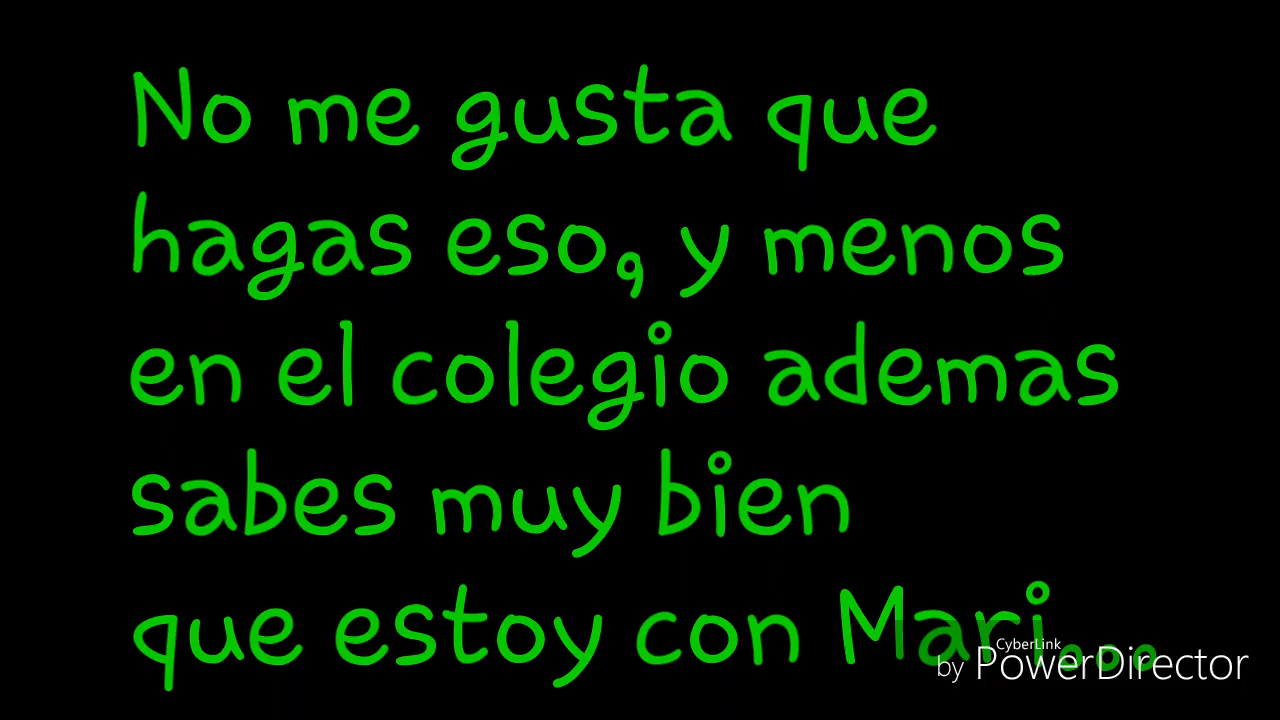 No me gusta que
hagas eso, y menos
en el colegio ademas
sabes muy bien
que estoy con Mari...
CyberLink
by PowerDirector